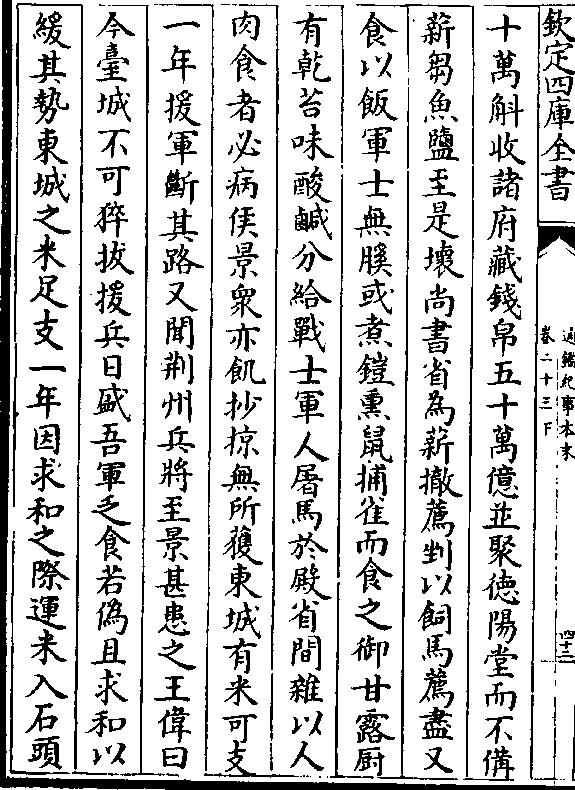 欽定四庫全書
通鑑紀事本末
卷二十三下
四十三
十萬斛收諸府藏錢帛五十萬億並聚德陽堂而不備
薪芻魚鹽至是壞尚書省為薪撤薦剉以飼馬薦盡又
食以飯軍士無膎或煮鎧熏鼠捕雀而食之御甘露厨
有乾苔味酸鹹分給戰士軍人屠馬於殿省間雜以人
肉食者必病侯景衆亦飢抄掠無所獲東城有米可支
一年援軍斷其路又聞荆州兵將至景甚患之王偉曰
今臺城不可猝拔援兵日盛吾軍乏食若偽且求和以
緩其勢東城之米足支一年因求和之際運米入石頭